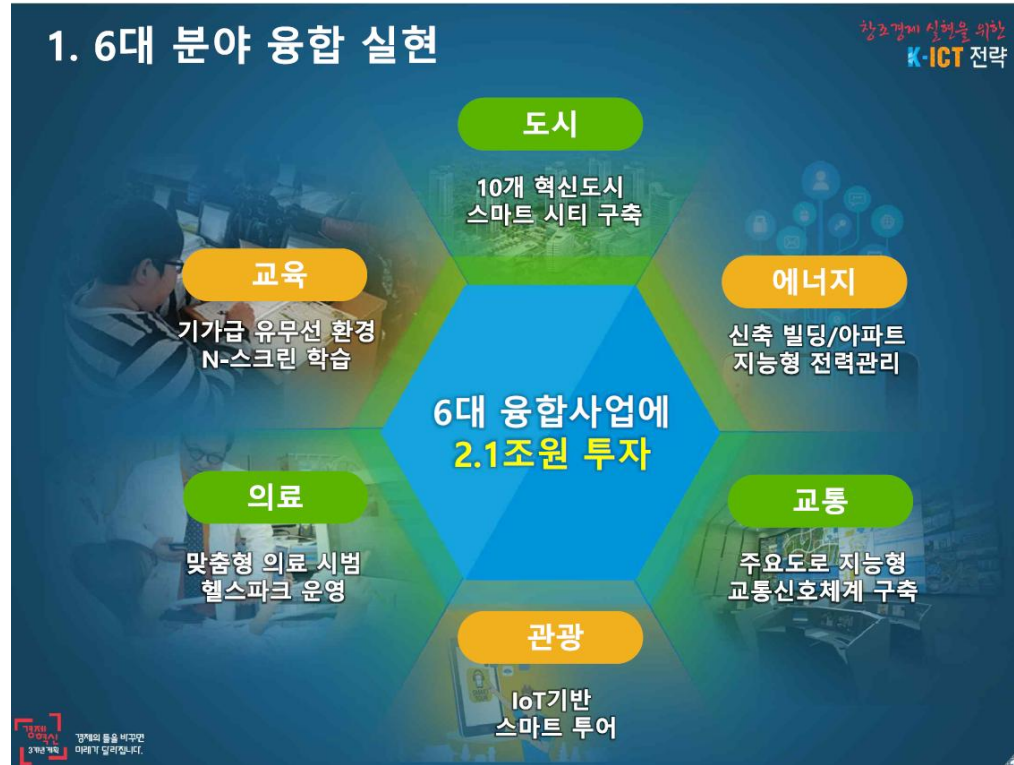 1. 6대 분야 융합 실현
창조경제 실현을 위한
K-ICT 전략
도시
10개 혁신도시
스마트 시티 구축
교육
기가급 유무선 환경
N-스크린 학습
에너지
신축 빌딩/아파트
지능형 전력관리
6대 융합사업에
2.1조원 투자
의료
맞춤형 의료 시범
헬스파크 운영
교통
주요도로 지능형
교통신호체계 구축
관광
IoT기반
스마트 투어
경제
혁신
3개년 계획
경제의 틀을 바꾸면
미래가 달라집니다.